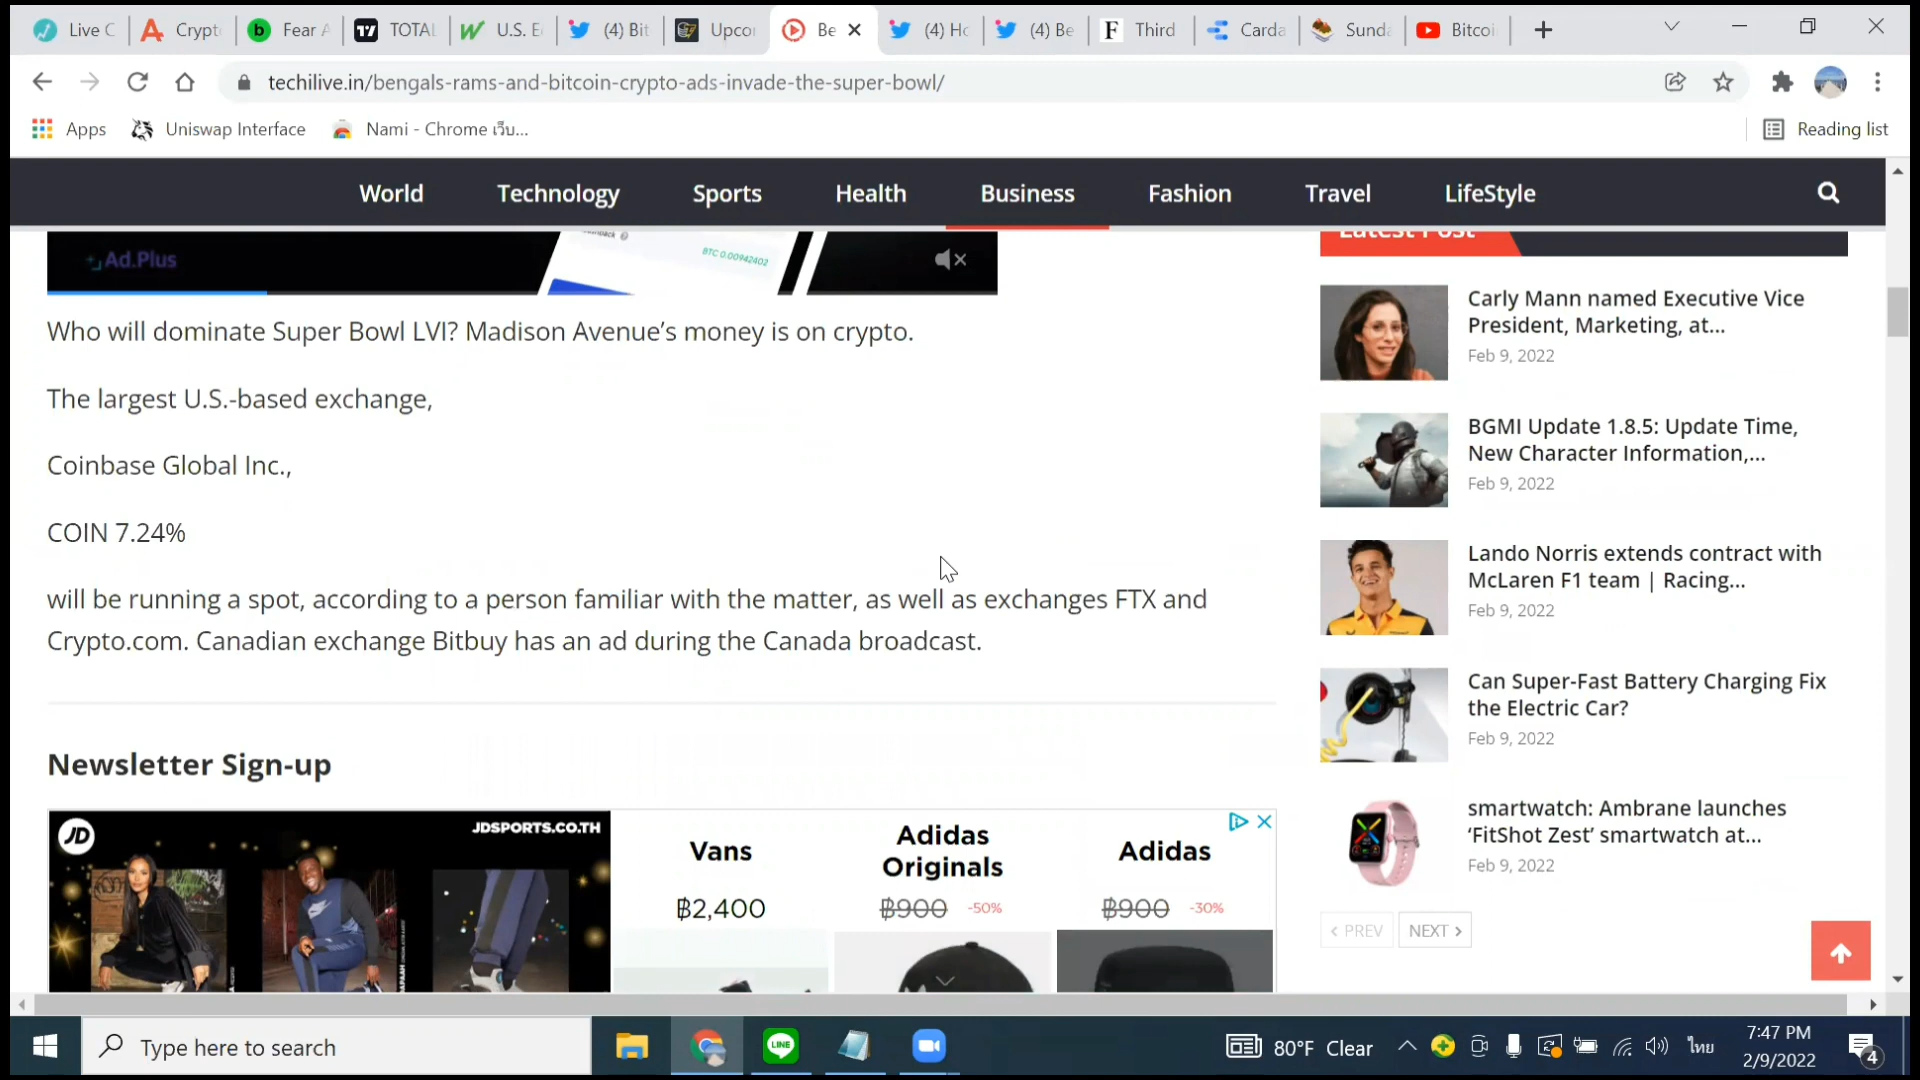 Live C
Crypt
Fear A
TOTAL
U.S. E
(4) Bit
Upco
Be
(4) Ho
(4) Be
Third
Carda
Sunda
Bitcoi
techilive.in/bengals-rams-and-bitcoin-crypto-ads-invade-the-super-bowl/
Apps
Uniswap Interface
Nami - Chrome เว็บ...
Reading list
World
Technology
Sports
Health
Business
Fashion
Travel
LifeStyle
Ad.Plus
BTC 0.00942402
Who will dominate Super Bowl LVI? Madison Avenue’s money is on crypto.
The largest U.S.-based exchange,
Coinbase Global Inc.,
COIN 7.24%
will be running a spot, according to a person familiar with the matter, as well as exchanges FTX and
Crypto.com. Canadian exchange Bitbuy has an ad during the Canada broadcast.
Newsletter Sign-up
JD
JDSPORTS.CO.TH
Vans
฿2,400
Adidas
Originals
฿900 -50%
Adidas
฿900 -30%
Latest Post
Carly Mann named Executive Vice
President, Marketing, at...
Feb 9, 2022
BGMI Update 1.8.5: Update Time,
New Character Information,...
Feb 9, 2022
Lando Norris extends contract with
McLaren F1 team | Racing...
Feb 9, 2022
Can Super-Fast Battery Charging Fix
the Electric Car?
Feb 9, 2022
smartwatch: Ambrane launches
‘FitShot Zest’ smartwatch at...
Feb 9, 2022
PREV
NEXT
Type here to search
LINE
80°F Clear
ไทย
7:47 PM
2/9/2022
4